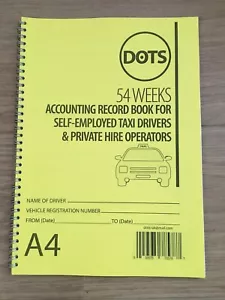 DOTS
54 WEEKS
ACCOUNTING RECORD BOOK FOR
SELF-EMPLOYED TAXI DRIVERS
& PRIVATE HIRE OPERATORS
TAXI
NAME OF DRIVER
VEHICLE REGISTRATION NUMBER
FROM (Date) TO (Date)
A4